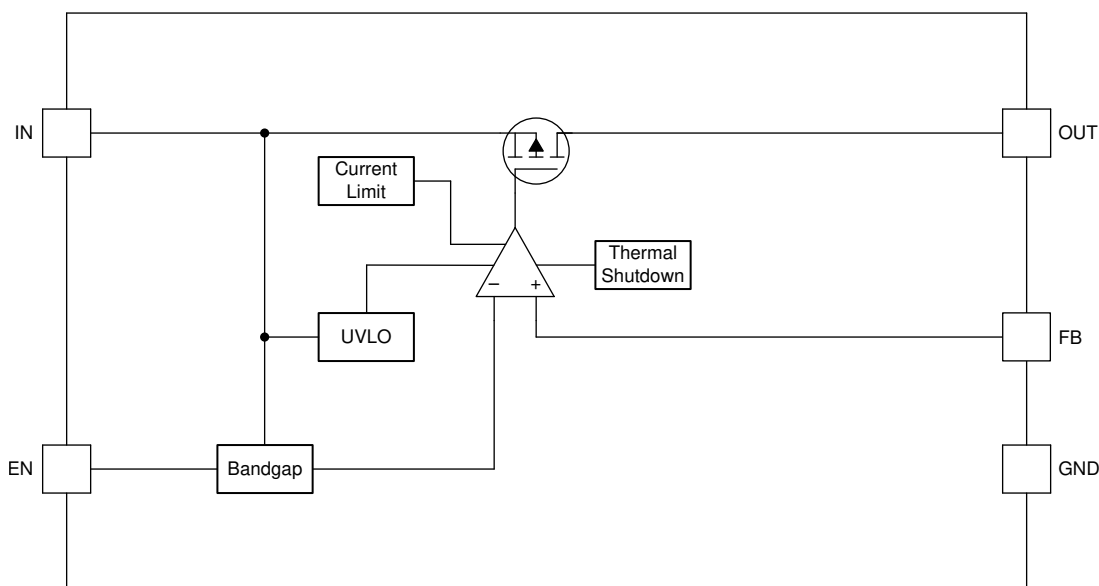 IN
OUT
Current
Limit
Thermal
Shutdown
− +
UVLO
FB
EN
Bandgap
GND